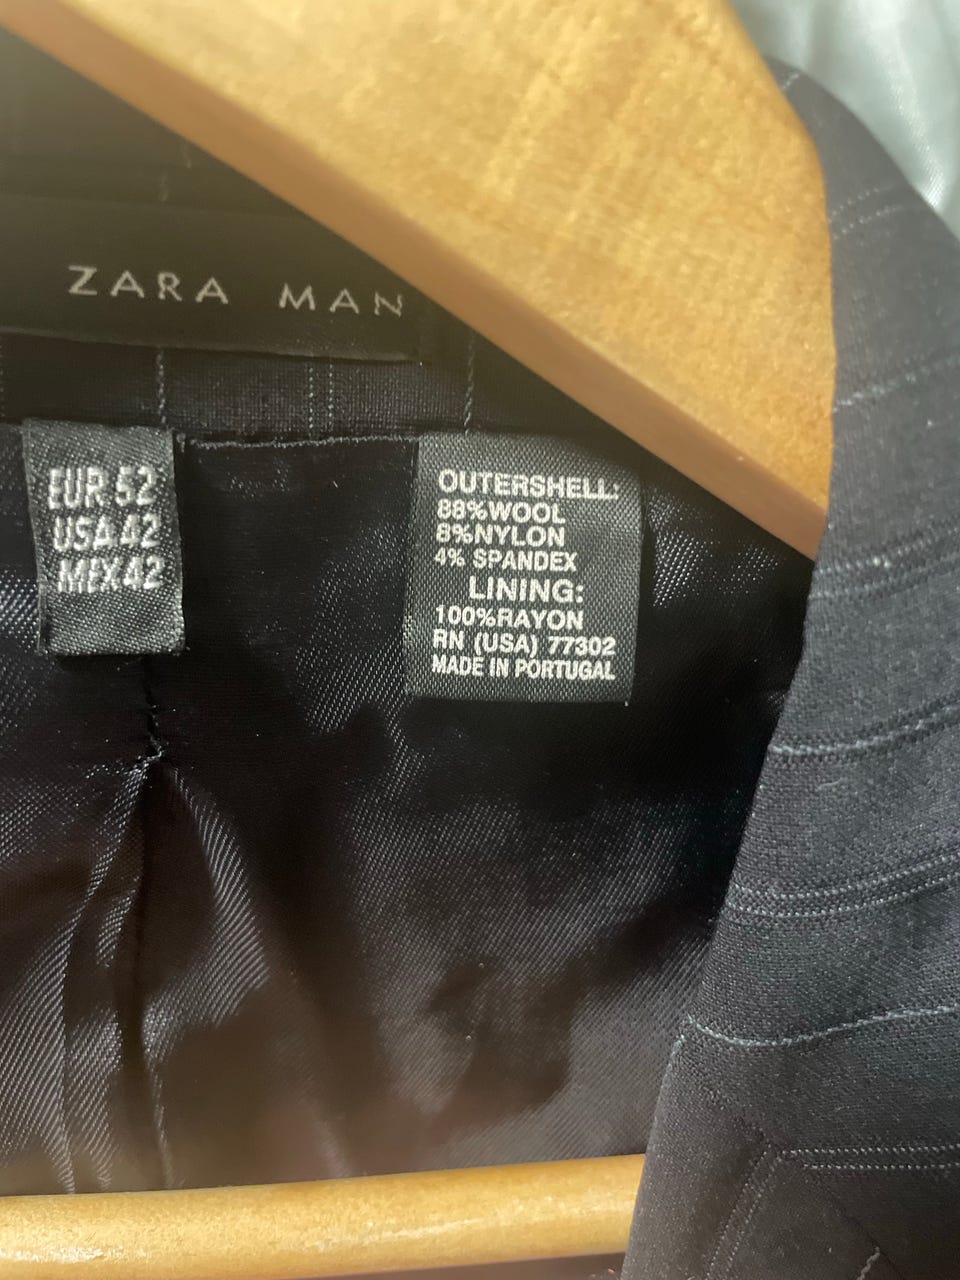 ZARA MAN
EUR 52
USA 42
MEX 42
OUTERSHELL:
88%WOOL
8%NYLON
4% SPANDEX
LINING:
100%RAYON
RN (USA) 77302
MADE IN PORTUGAL